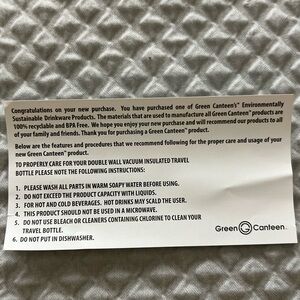 Congratulations on your new purchase. You have purchased one of Green Canteen's™ Environmentally
Sustainable Drinkware Products. The materials that are used to manufacture all Green Canteen™ products are
100% recyclable and BPA Free. We hope you enjoy your new purchase and will recommend our products to all
of your family and friends. Thank you for purchasing a Green Canteen™ product.
Below are the features and procedures that we recommend following for the proper care and usage of your
new Green Canteen™ product.
TO PROPERLY CARE FOR YOUR DOUBLE WALL VACUUM INSULATED TRAVEL
BOTTLE PLEASE NOTE THE FOLLOWING INSTRUCTIONS:
1. PLEASE WASH ALL PARTS IN WARM SOAPY WATER BEFORE USING.
2. DO NOT EXCEED THE PRODUCT CAPACITY WITH LIQUIDS.
3. FOR HOT AND COLD BEVERAGES. HOT DRINKS MAY SCALD THE USER.
4. THIS PRODUCT SHOULD NOT BE USED IN A MICROWAVE.
5. DO NOT USE BLEACH OR CLEANERS CONTAINING CHLORINE TO CLEAN YOUR
TRAVEL BOTTLE.
6. DO NOT PUT IN DISHWASHER.
Green Canteen